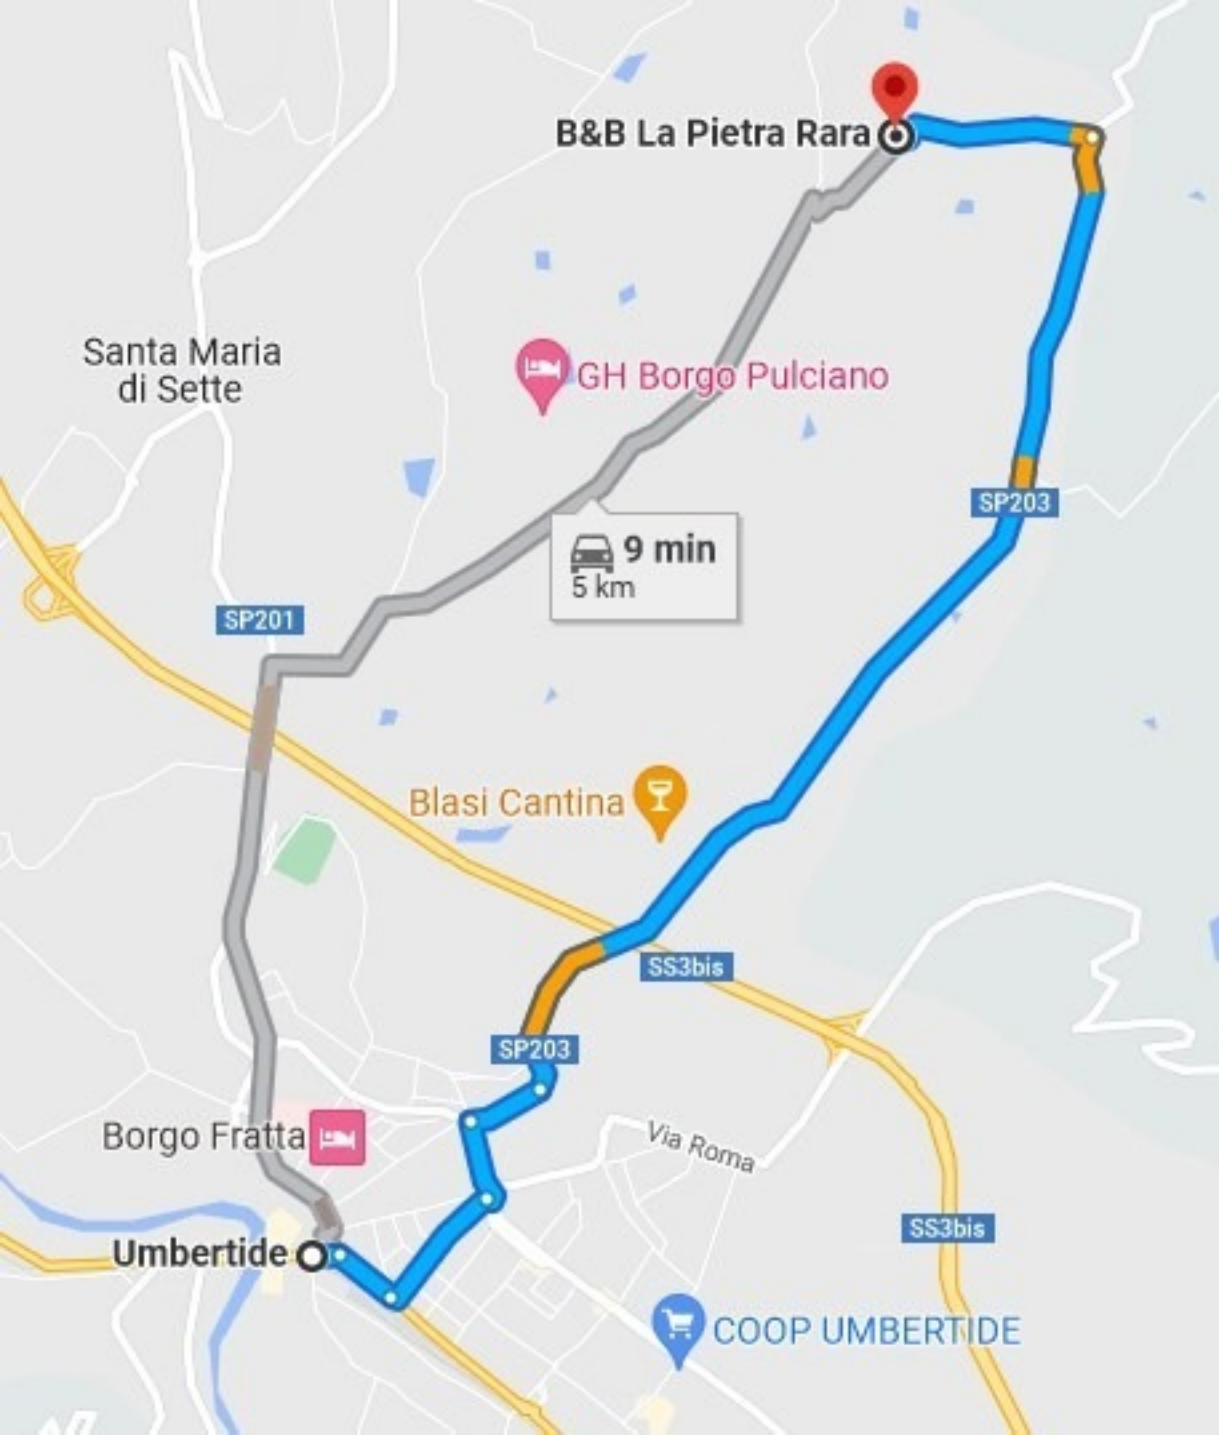 B&B La Pietra Rara
Santa Maria
di Sette
GH Borgo Pulciano
SP203
9 min
5 km
SP201
Blasi Cantina
SS3bis
SP203
Borgo Fratta
Via Roma
SS3bis
Umbertide
COOP UMBERTIDE